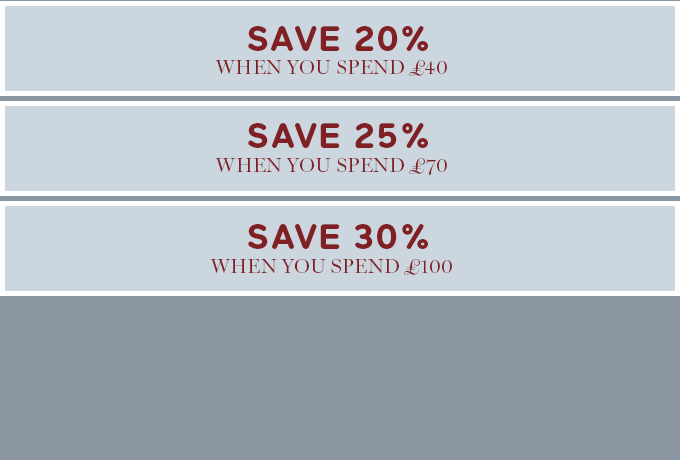 SAVE 20%
WHEN YOU SPEND £40
SAVE 25%
WHEN YOU SPEND £70
SAVE 30%
WHEN YOU SPEND £100